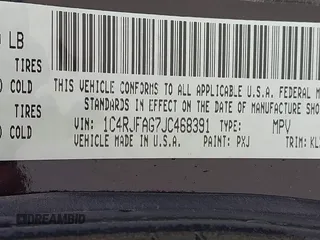 ) LB
TIRES
) COLD
TIRES
) COLD
THIS VEHICLE CONFORMS TO ALL APPLICABLE U.S.A. FEDERAL M
STANDARDS IN EFFECT ON THE DATE OF MANUFACTURE SHO
VIN: 1C4RJFAG7JC468391 TYPE: MPV
VEHICLE MADE IN U.S.A. PAINT: PXJ TRIM: KL
DREAMBID